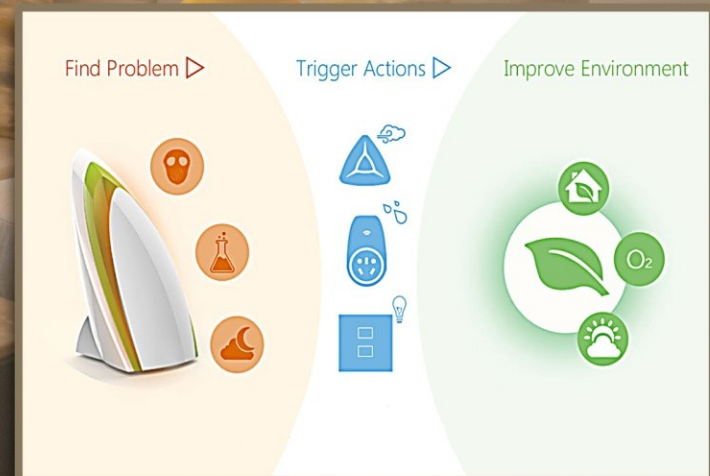 Find Problem
Trigger Actions
Improve Environment
O₂